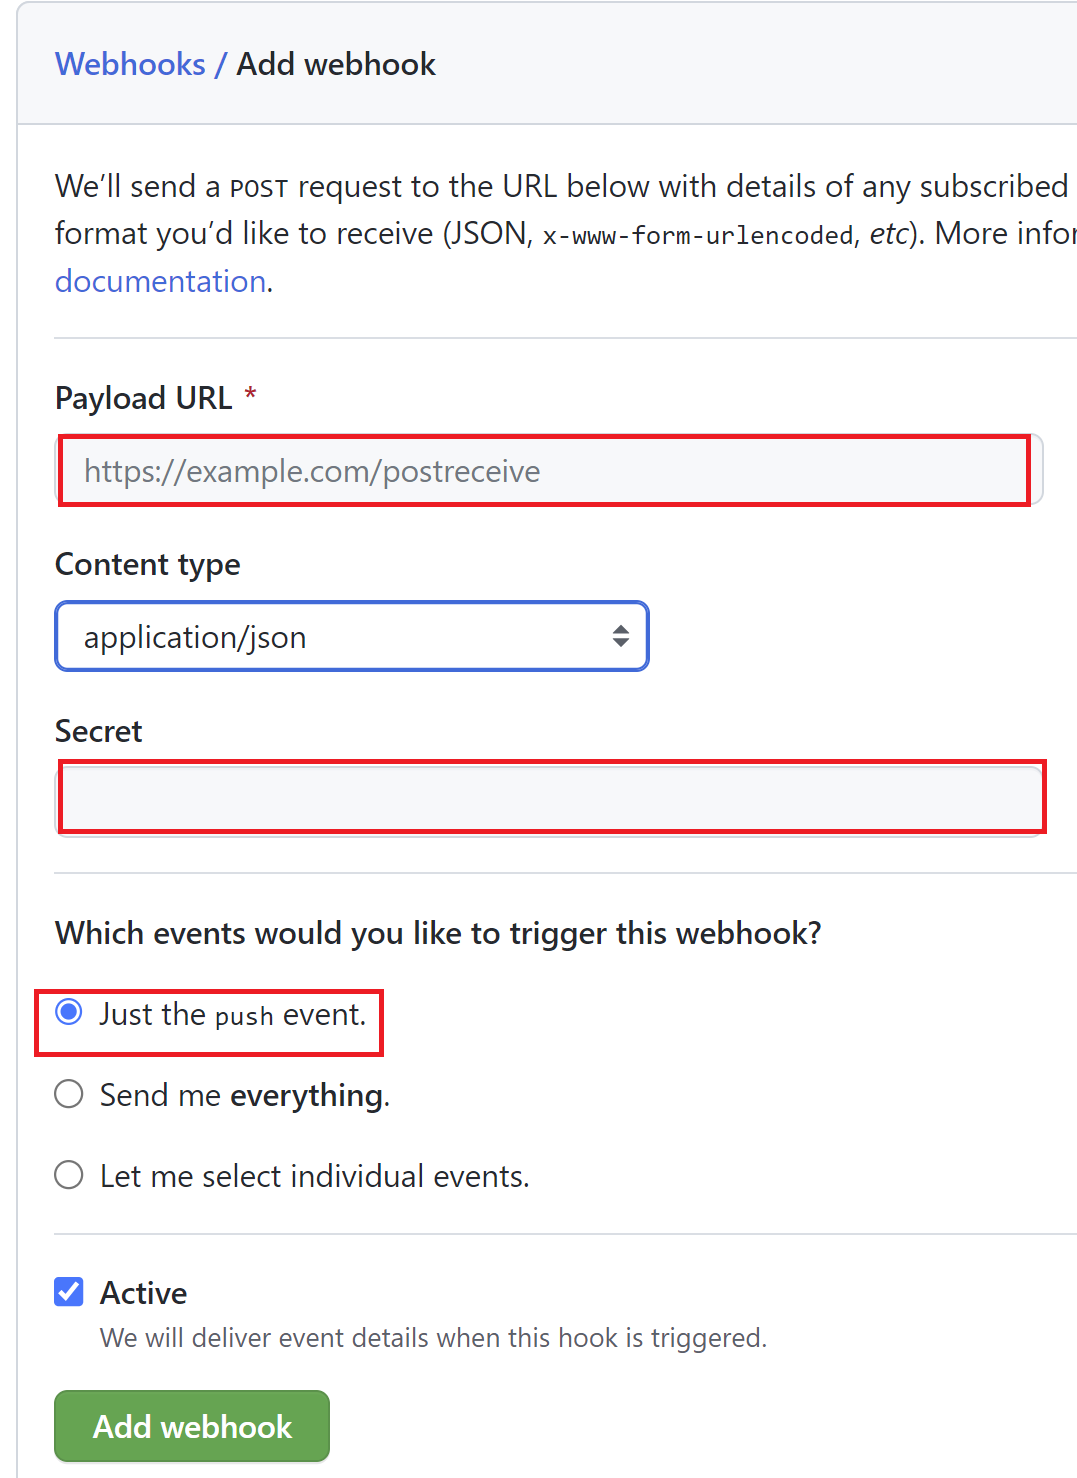 Webhooks / Add webhook
We’ll send a POST request to the URL below with details of any subscribed
format you’d like to receive (JSON, x-www-form-urlencoded, etc). More
documentation.
Payload URL *
https://example.com/postreceive
Content type
application/json
Secret
Which events would you like to trigger this webhook?
Just the push event.
Send me everything.
Let me select individual events.
Active
We will deliver event details when this hook is triggered.
Add webhook